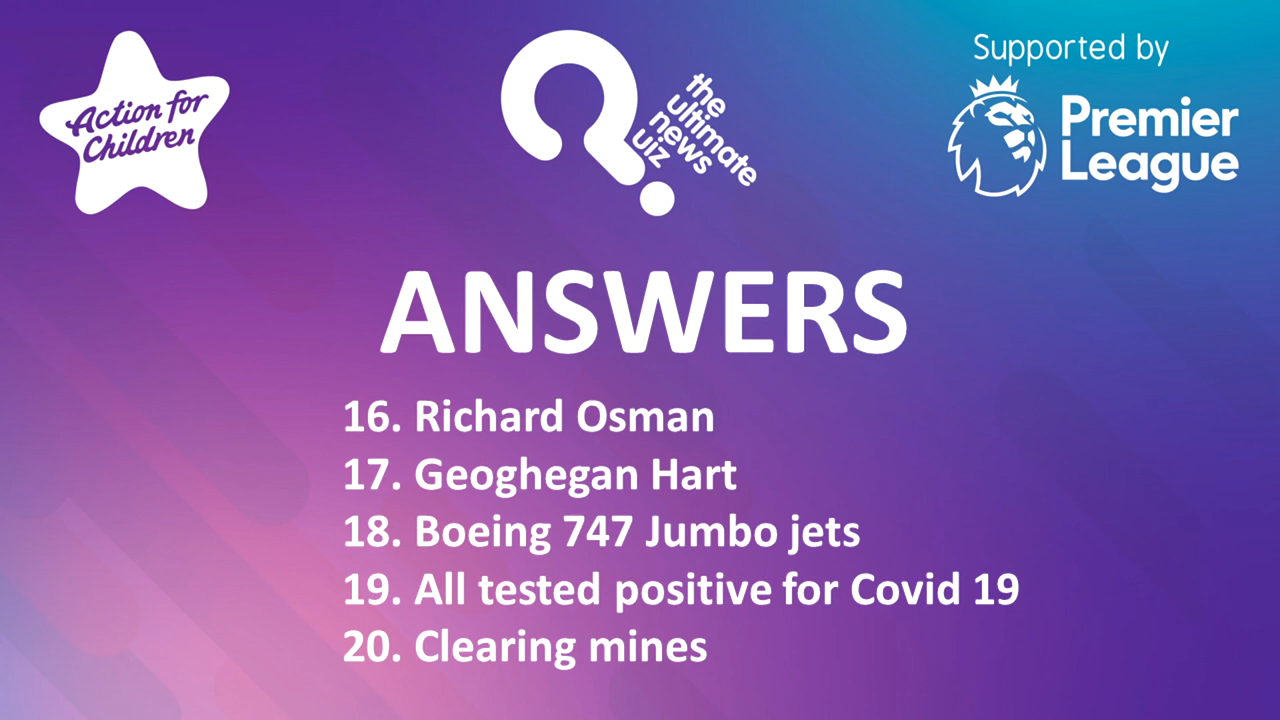 Action for
Children
the
ultimate
news
uiz
Supported by
Premier
League
ANSWERS
16. Richard Osman
17. Geoghegan Hart
18. Boeing 747 Jumbo jets
19. All tested positive for Covid 19
20. Clearing mines